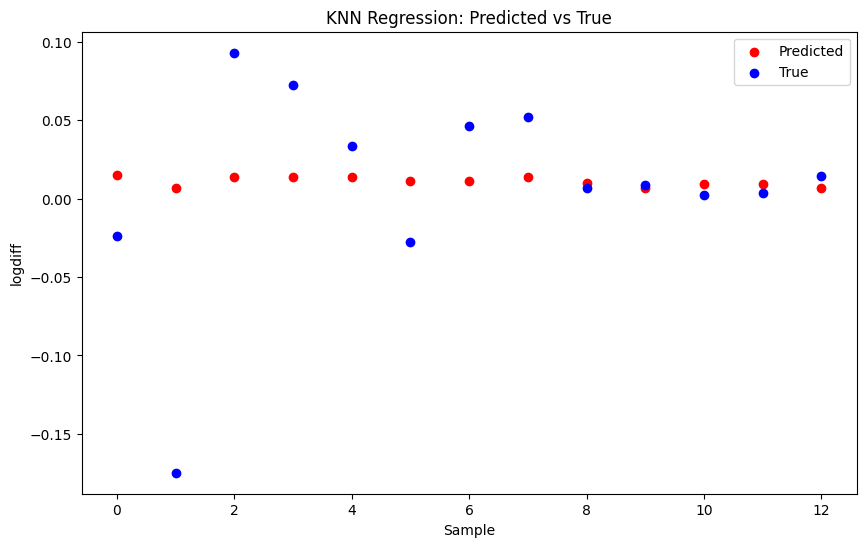 KNN Regression: Predicted vs True
Predicted
True
0.10
0.05
0.00
−0.05
−0.10
−0.15
logdiff
0 2 4 6 8 10 12
Sample